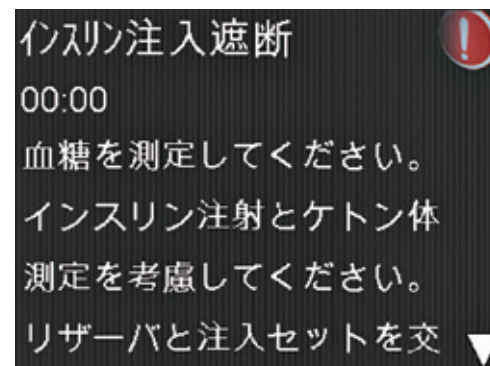 インスリン注入遮断
00:00
血糖を測定してください。
インスリン注射とケトン体
測定を考慮してください。
リザーバと注入セットを交